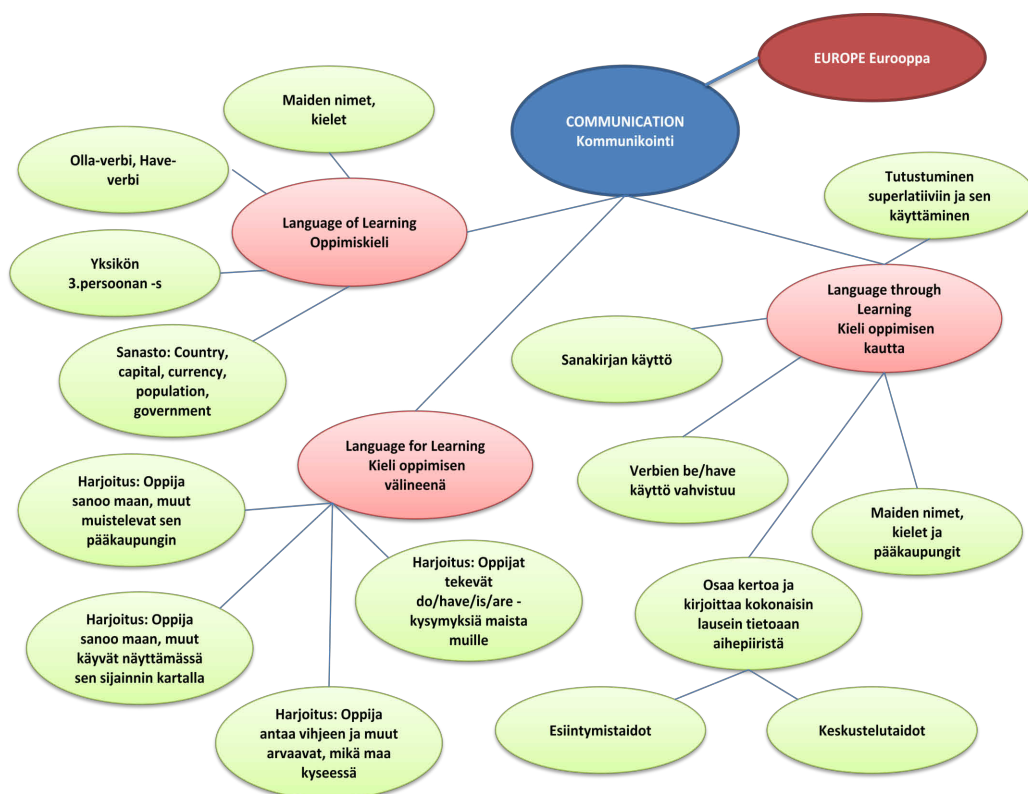 EUROPE Eurooppa
COMMUNICATION
Kommunikointi
Maiden nimet,
kielet
Olla-verbi, Have-
verbi
Language of Learning
Oppimiskieli
Yksikön
3.persoonan -s
Sanasto: Country,
capital, currency,
population,
government
Tutustuminen
superlatiiviin ja sen
käyttäminen
Language through
Learning
Kieli oppimisen
kautta
Sanakirjan käyttö
Verbien be/have
käyttö vahvistuu
Maiden nimet,
kielet ja
pääkaupungit
Osaa kertoa ja
kirjoittaa kokonaisin
lausein tietoaan
aihepiiristä
Esiintymistaidot
Keskustelutaidot
Language for Learning
Kieli oppimisen
välineenä
Harjoitus: Oppija
sanoo maan, muut
muistelevat sen
pääkaupungin
Harjoitus: Oppija
sanoo maan, muut
käyvät näyttämässä
sen sijainnin kartalla
Harjoitus: Oppija
antaa vihjeen ja muut
arvaavat, mikä maa
kyseessä
Harjoitus: Oppijat
tekevät
do/have/is/are -
kysymyksiä maista
muille